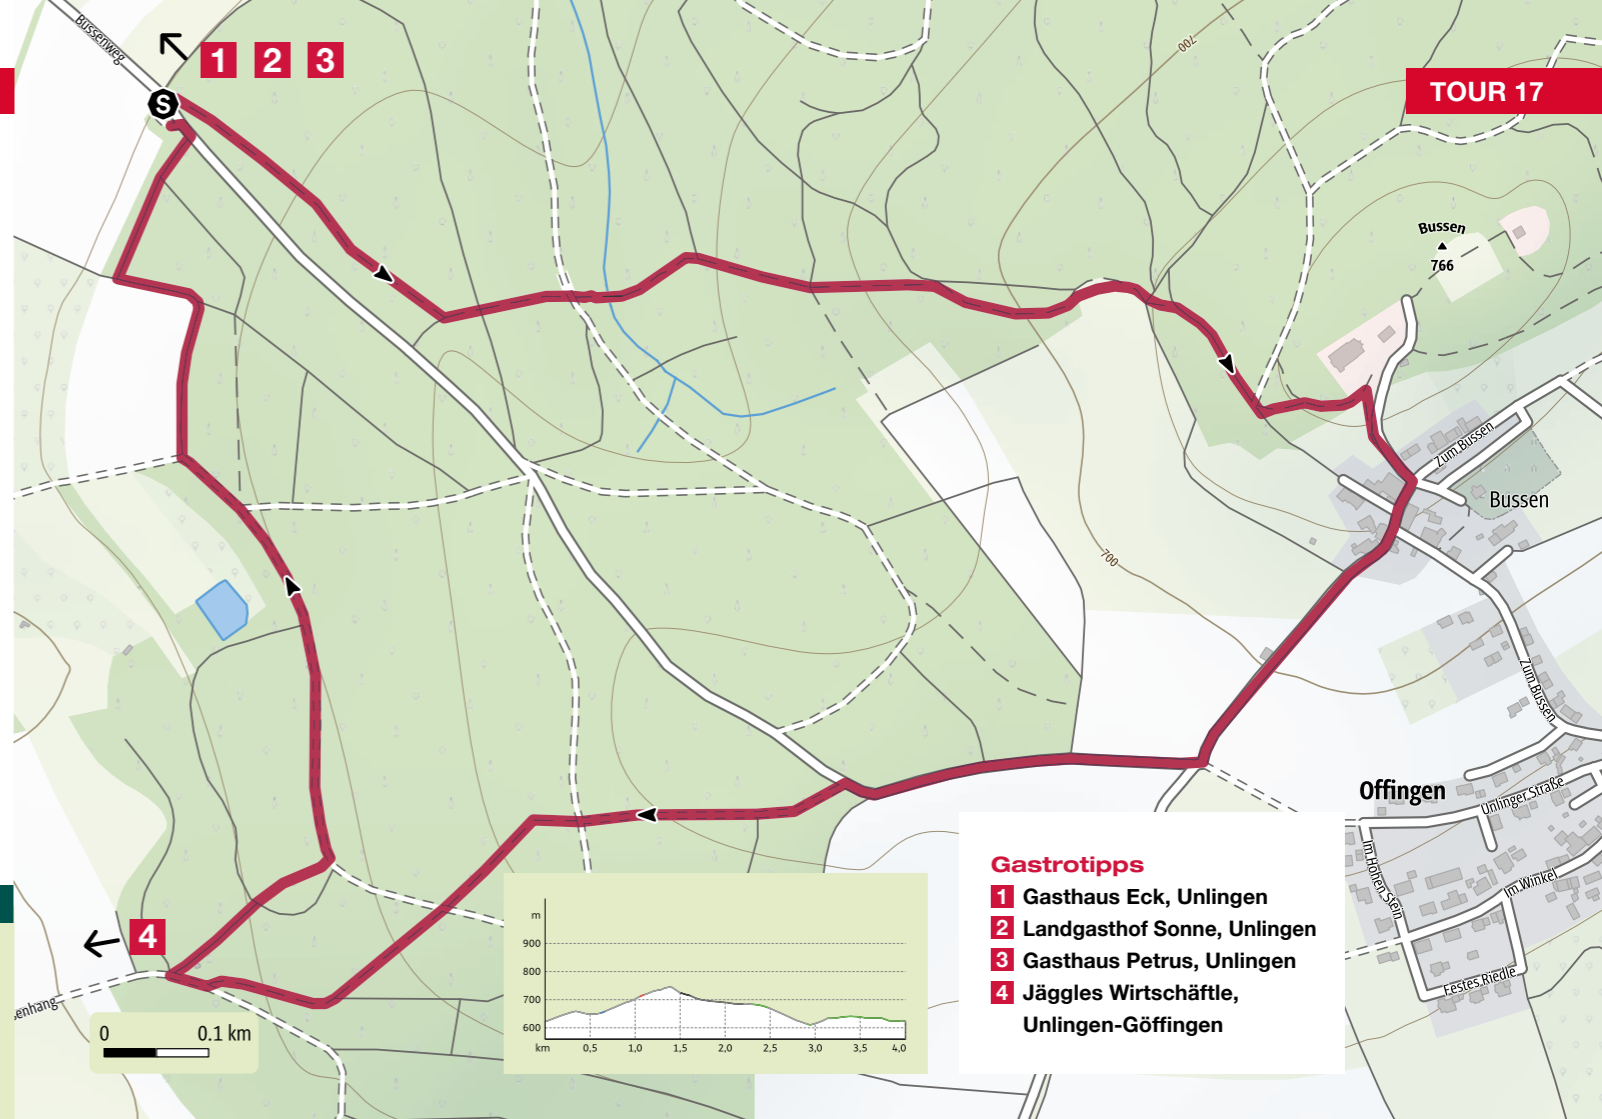 Bussenweg
1 2 3
S
700
TOUR 17
Bussen
766
Zum Bussen
Bussen
700
Zum Bussen
Offingen
Unlinger Straße
Im Hohen Stein
Im Winkel
Festes Riedle
4
enhang
0 0.1 km
m
900
800
700
600
km 0,5 1,0 1,5 2,0 2,5 3,0 3,5 4,0
Gastrotipps
1 Gasthaus Eck, Unlingen
2 Landgasthof Sonne, Unlingen
3 Gasthaus Petrus, Unlingen
4 Jäggles Wirtschäftle,
Unlingen-Göffingen